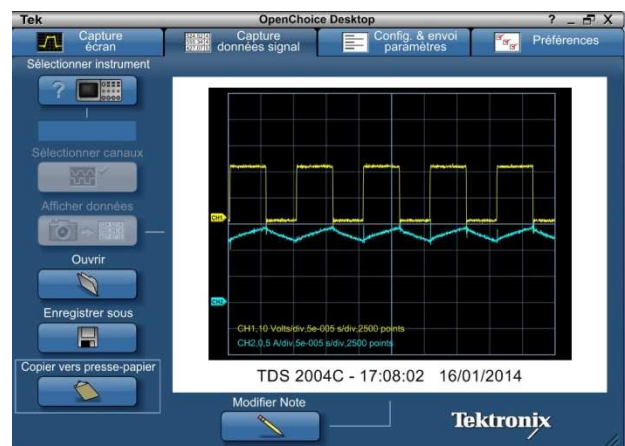 Tek OpenChoice Desktop ? _ X
Capture
écran
Capture
données signal
Config. & envoi
paramètres
Préférences
Sélectionner instrument
?
Sélectionner canaux
Afficher données
Ouvrir
Enregistrer sous
Copier vers presse-papier
CH1
CH2
CH1,10 Volts/div,5e-005 s/div,2500 points
CH2,0,5 A/div,5e-005 s/div,2500 points
TDS 2004C - 17:08:02 16/01/2014
Modifier Note
Tektronix